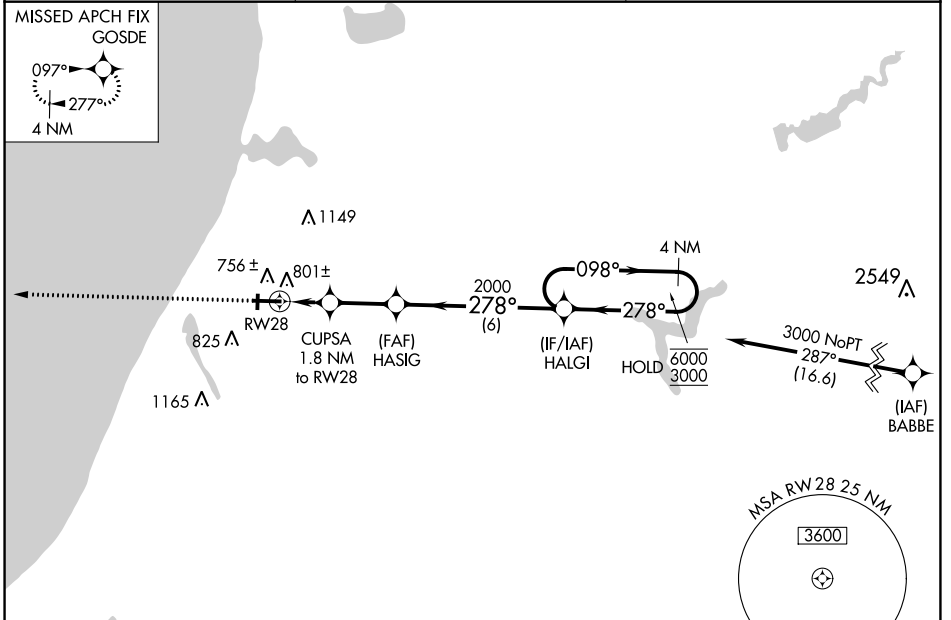 MISSED APCH FIX
GOSDE
097°
277°
4 NM
1149
4 NM
098°
756 ±
801±
2549
2000
278°
278°
(6)
RW28
3000 NoPT
287°
(16.6)
825
CUPSA
1.8 NM
to RW28
(FAF)
HASIG
(IF/IAF)
HALGI
HOLD
6000
3000
1165
(IAF)
BABBE
MSA RW28 25 NM
3600